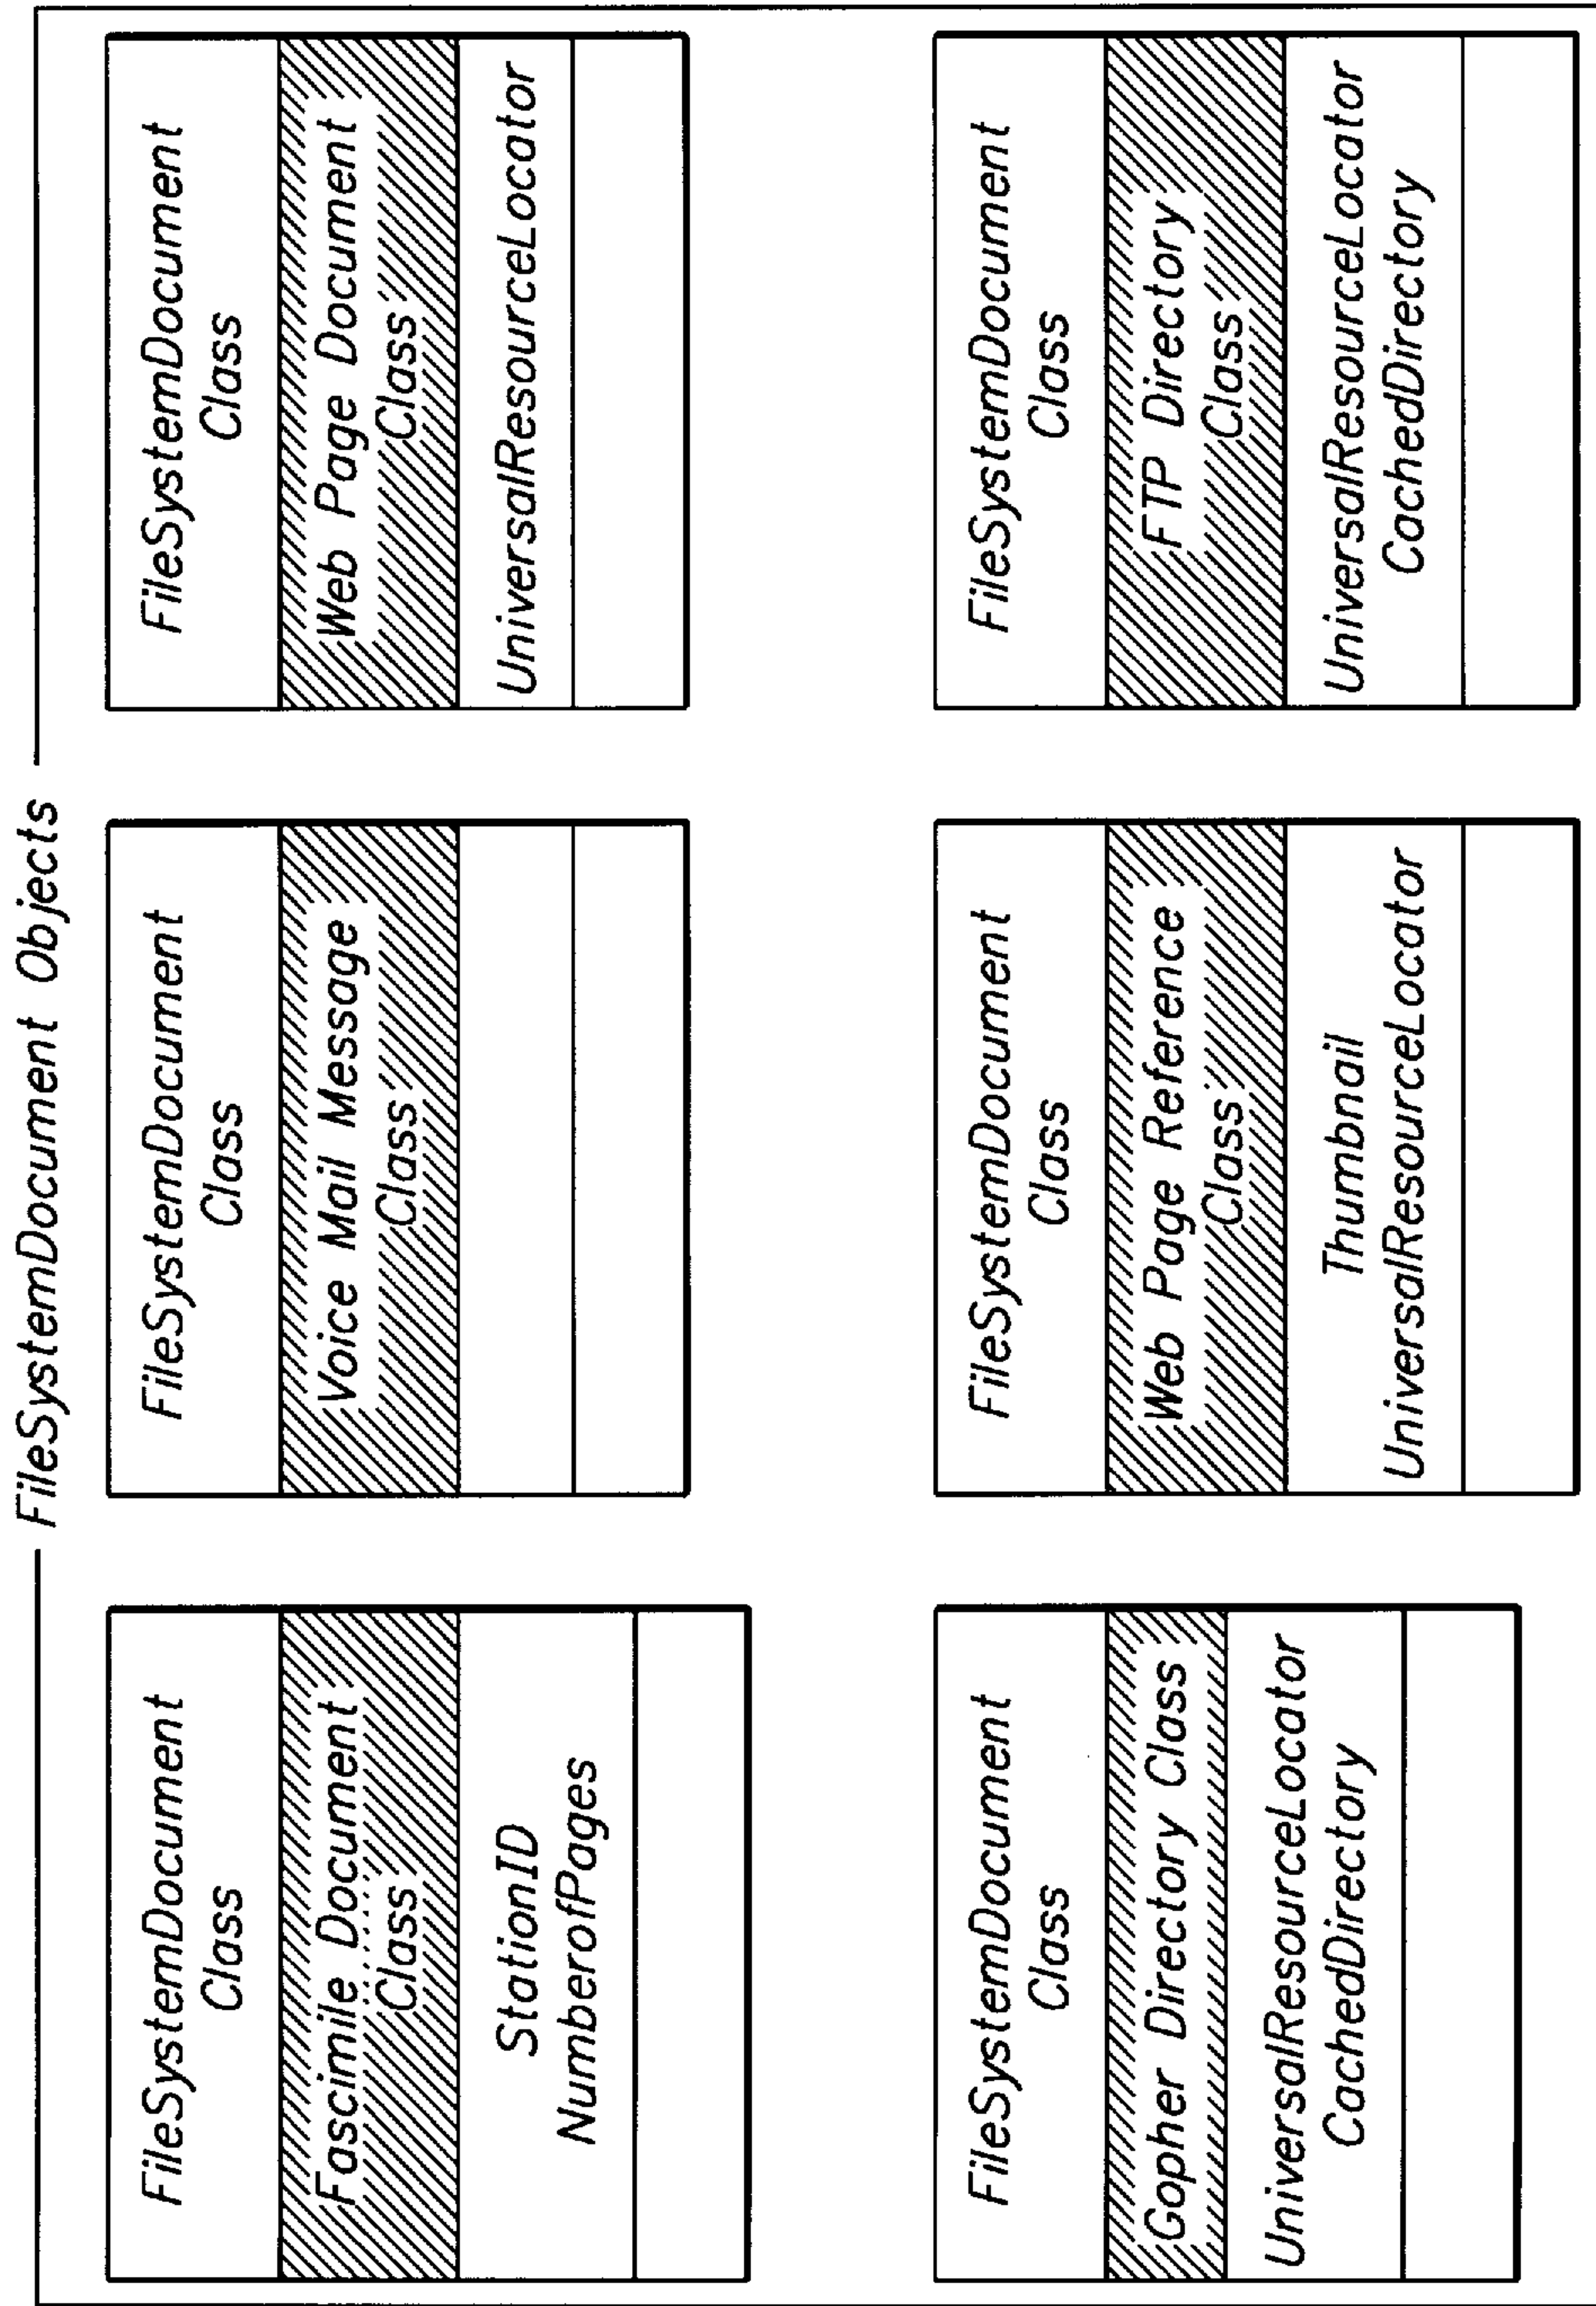 FileSystemDocument Objects
FileSystemDocument
Class
Fascimile Document
Class
StationID
NumberofPages
FileSystemDocument
Class
Voice Mail Message
Class
FileSystemDocument
Class
Web Page Document
Class
UniversalResourceLocator
FileSystemDocument
Class
Gopher Directory Class
UniversalResourceLocator
CachedDirectory
FileSystemDocument
Class
Web Page Reference
Class
Thumbnail
UniversalResourceLocator
FileSystemDocument
Class
FTP Directory
Class
UniversalResourceLocator
CachedDirectory